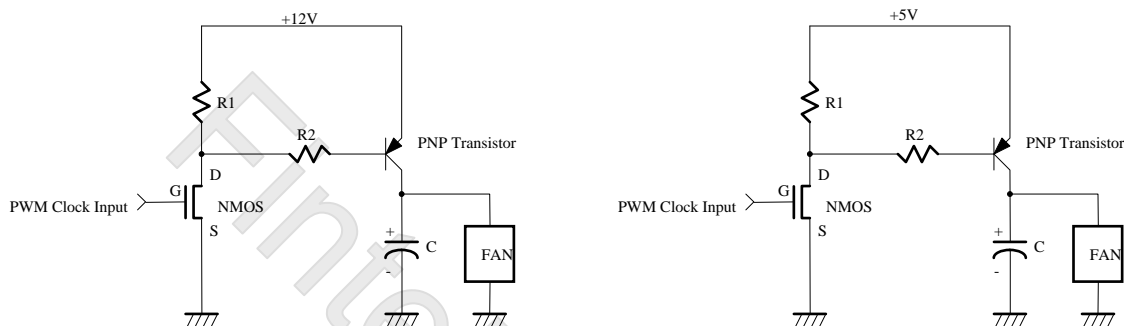 +12V
R1
R2
PNP Transistor
D
G
PWM Clock Input
NMOS
S
+
C
-
FAN
+5V
R1
R2
PNP Transistor
D
G
PWM Clock Input
NMOS
S
+
C
-
FAN